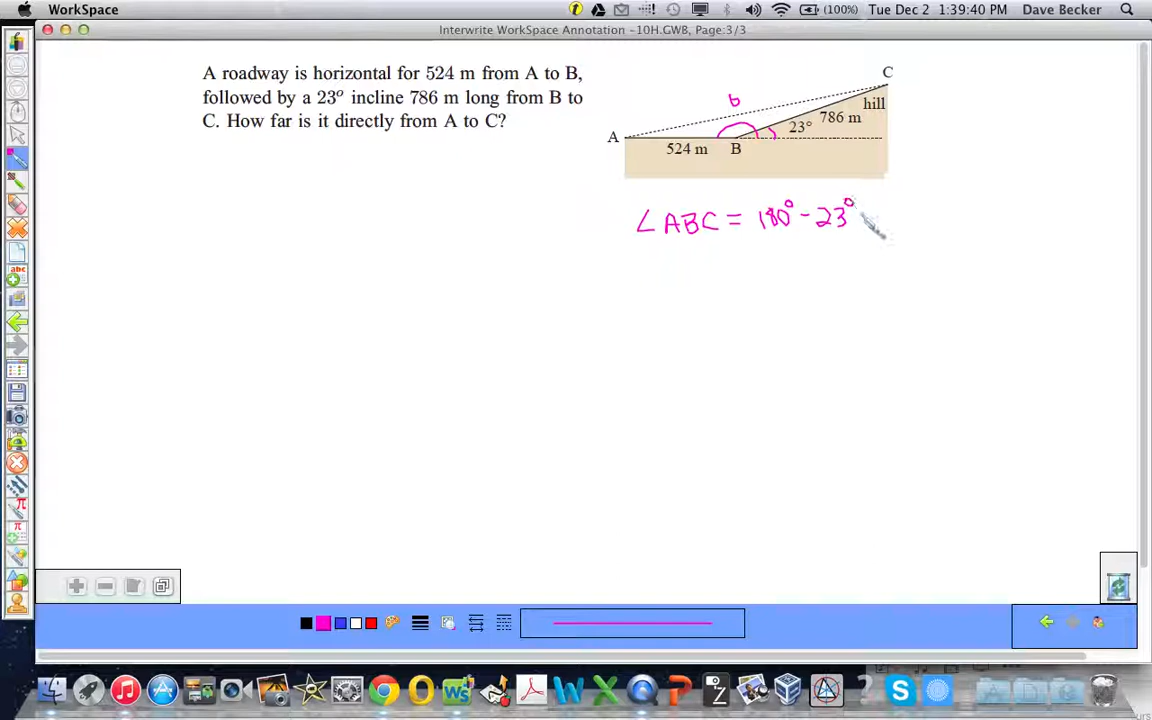 WorkSpace
(100%) Tue Dec 2 1:39:40 PM Dave Becker
Interwrite WorkSpace Annotation -10H.GWB, Page:3/3
A roadway is horizontal for 524 m from A to B,
followed by a 23° incline 786 m long from B to
C. How far is it directly from A to C?
C
b
hill
786 m
23°
A
524 m
B
∠ABC = 180° - 23°